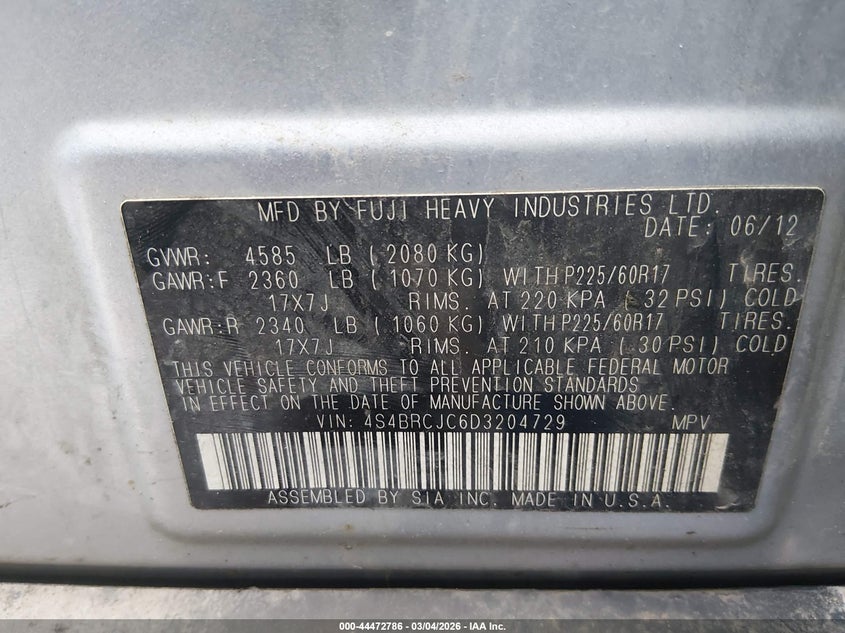 MFD BY FUJI HEAVY INDUSTRIES LTD.
DATE: 06/12
GVWR: 4585 LB ( 2080 KG)
GAWR:F 2360 LB ( 1070 KG) WITH P225/60R17 TIRES.
17X7J RIMS. AT 220 KPA ( 32 PSI) COLD
GAWR:R 2340 LB ( 1060 KG) WITH P225/60R17 TIRES.
17X7J RIMS. AT 210 KPA ( 30 PSI) COLD
THIS VEHICLE CONFORMS TO ALL APPLICABLE FEDERAL MOTOR
VEHICLE SAFETY AND THEFT PREVENTION STANDARDS
IN EFFECT ON THE DATE OF MANUFACTURE SHOWN ABOVE.
VIN: 4S4BRCJC6D3204729 MPV
ASSEMBLED BY SIA INC. MADE IN U.S.A.
000-44472786 - 03/04/2026 - IAA Inc.